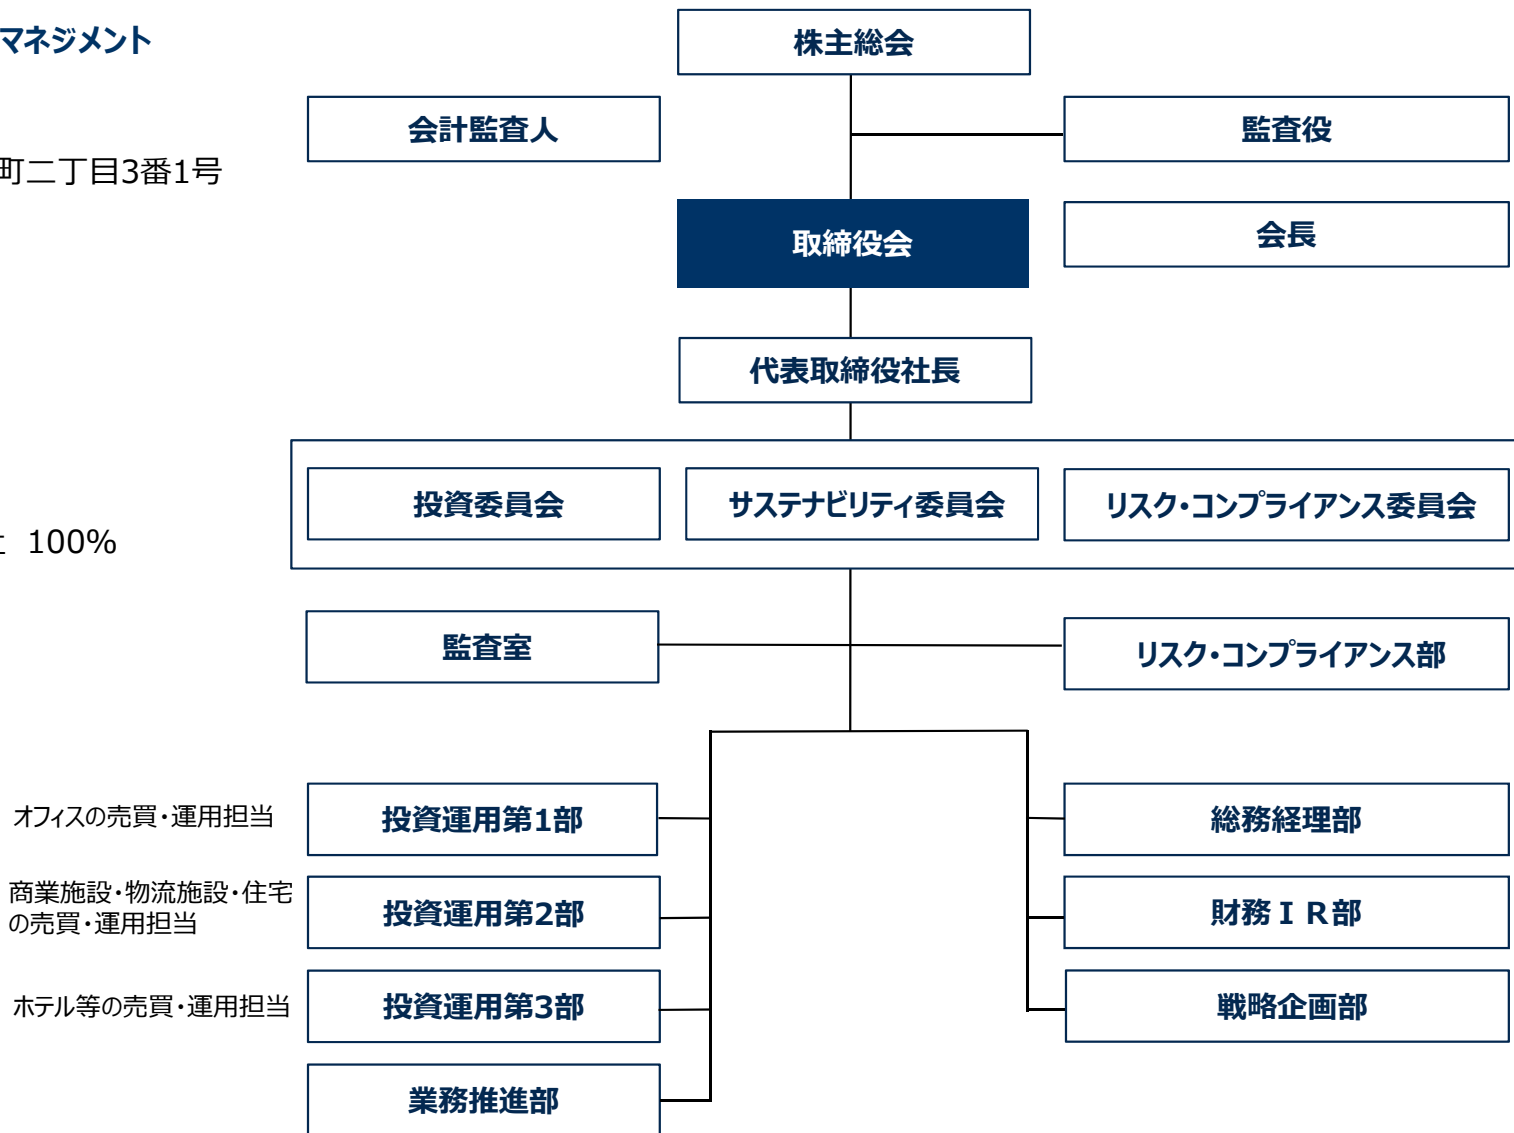 マネジメント
株主総会
会計監査人
監査役
町二丁目3番1号
取締役会
会長
代表取締役社長
投資委員会
サステナビリティ委員会
リスク・コンプライアンス委員会
100%
監査室
リスク・コンプライアンス部
オフィスの売買・運用担当
投資運用第1部
総務経理部
商業施設・物流施設・住宅
の売買・運用担当
投資運用第2部
財務ＩＲ部
ホテル等の売買・運用担当
投資運用第3部
戦略企画部
業務推進部